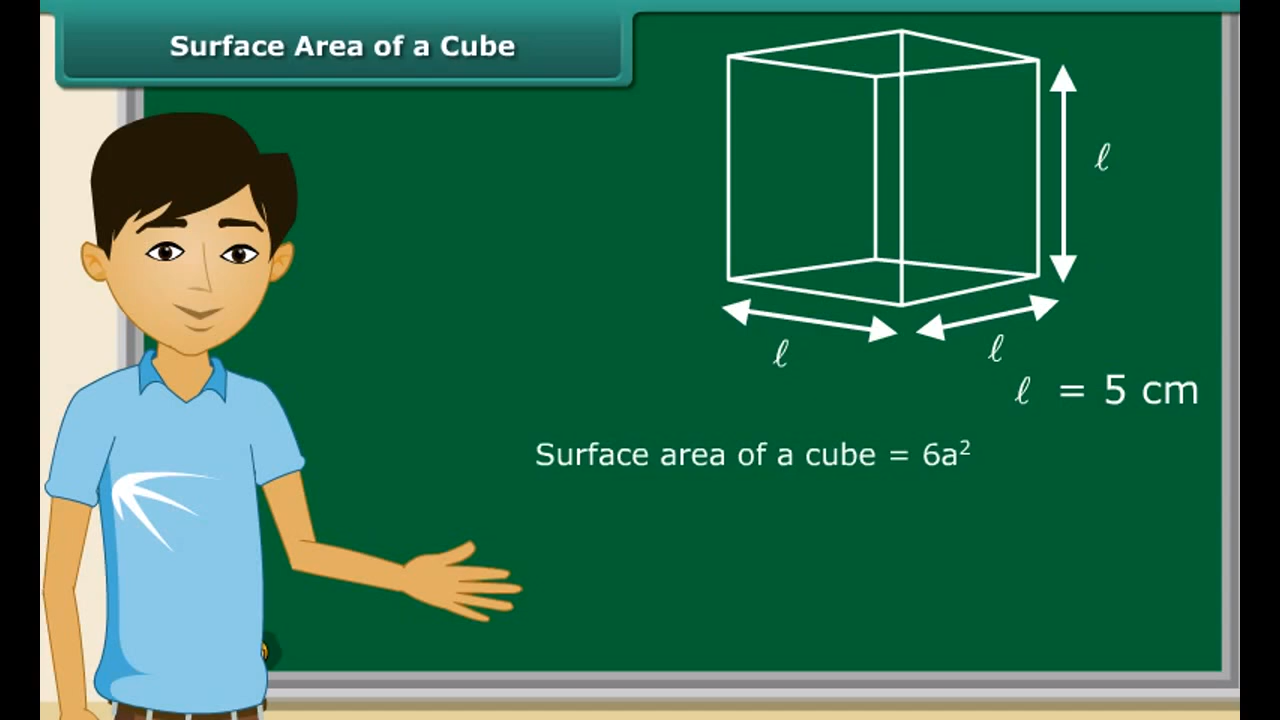 Surface Area of a Cube
ℓ
ℓ
ℓ
ℓ = 5 cm
Surface area of a cube = 6a²